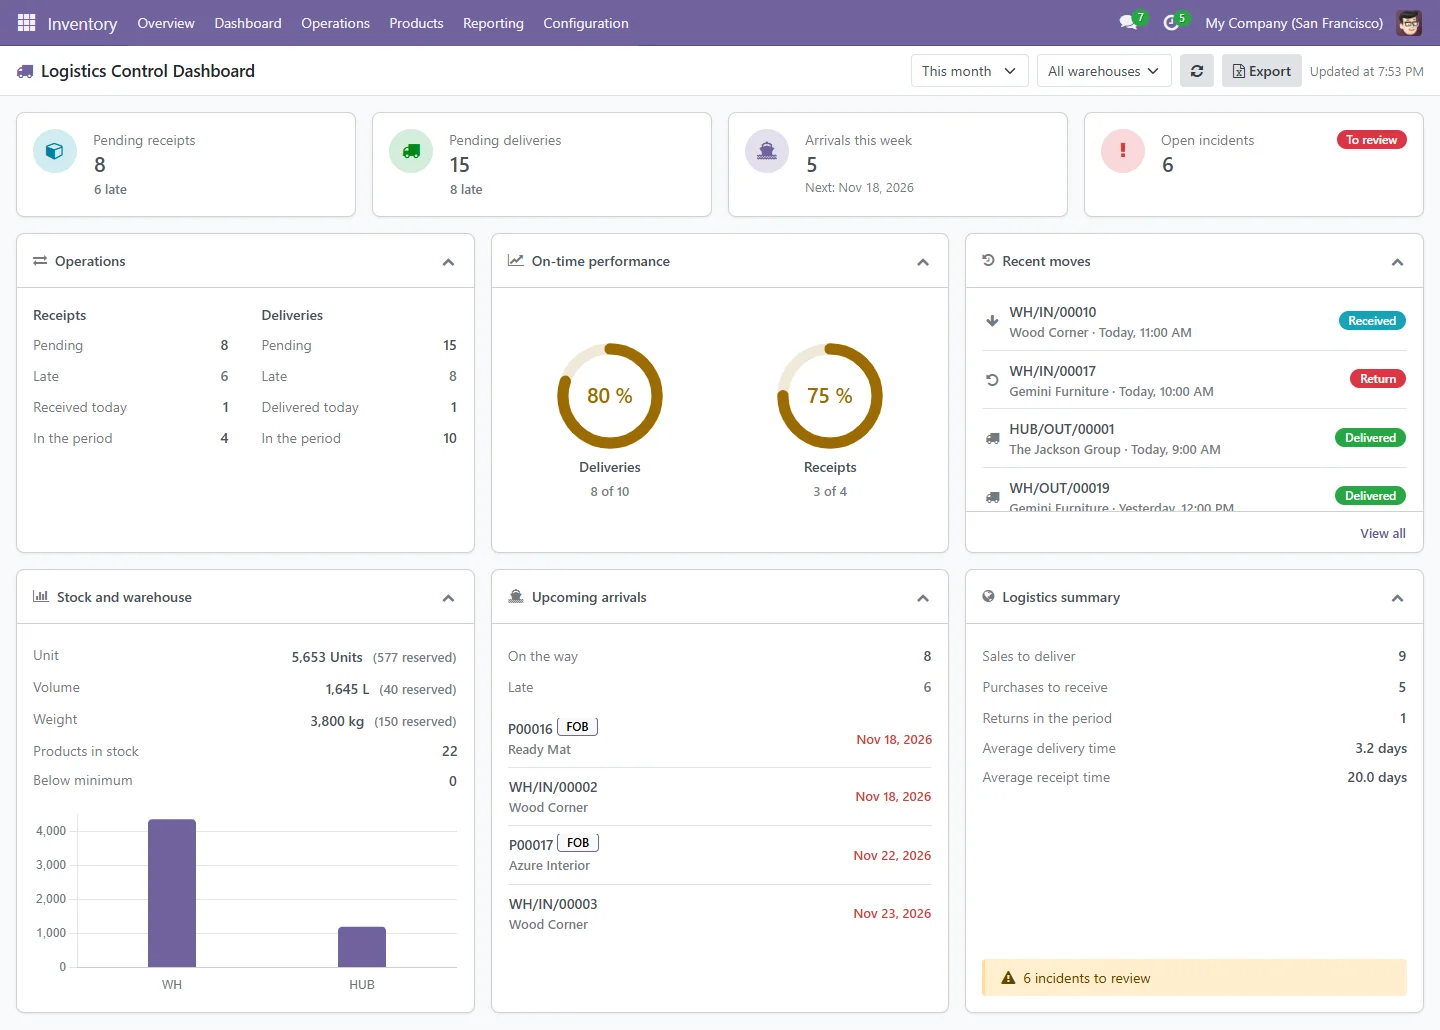 Inventory Overview Dashboard Operations Products Reporting Configuration 7 5 My Company (San Francisco)
Logistics Control Dashboard This month All warehouses Export Updated at 7:53 PM
Pending receipts
8
6 late
Pending deliveries
15
8 late
Arrivals this week
5
Next: Nov 18, 2026
Open incidents To review
6
Operations
Receipts Deliveries
Pending 8 Pending 15
Late 6 Late 8
Received today 1 Delivered today 1
In the period 4 In the period 10
On-time performance
80 % 75 %
Deliveries Receipts
8 of 10 3 of 4
Recent moves
WH/IN/00010
Wood Corner · Today, 11:00 AM Received
WH/IN/00017
Gemini Furniture · Today, 10:00 AM Return
HUB/OUT/00001
The Jackson Group · Today, 9:00 AM Delivered
WH/OUT/00019
Gemini Furniture · Yesterday, 12:00 PM Delivered
View all
Stock and warehouse
Unit 5,653 Units (577 reserved)
Volume 1,645 L (40 reserved)
Weight 3,800 kg (150 reserved)
Products in stock 22
Below minimum 0
4,000
3,000
2,000
1,000
0
WH HUB
Upcoming arrivals
On the way 8
Late 6
P00016 FOB
Ready Mat Nov 18, 2026
WH/IN/00002
Wood Corner Nov 18, 2026
P00017 FOB
Azure Interior Nov 22, 2026
WH/IN/00003
Wood Corner Nov 23, 2026
Logistics summary
Sales to deliver 9
Purchases to receive 5
Returns in the period 1
Average delivery time 3.2 days
Average receipt time 20.0 days
6 incidents to review